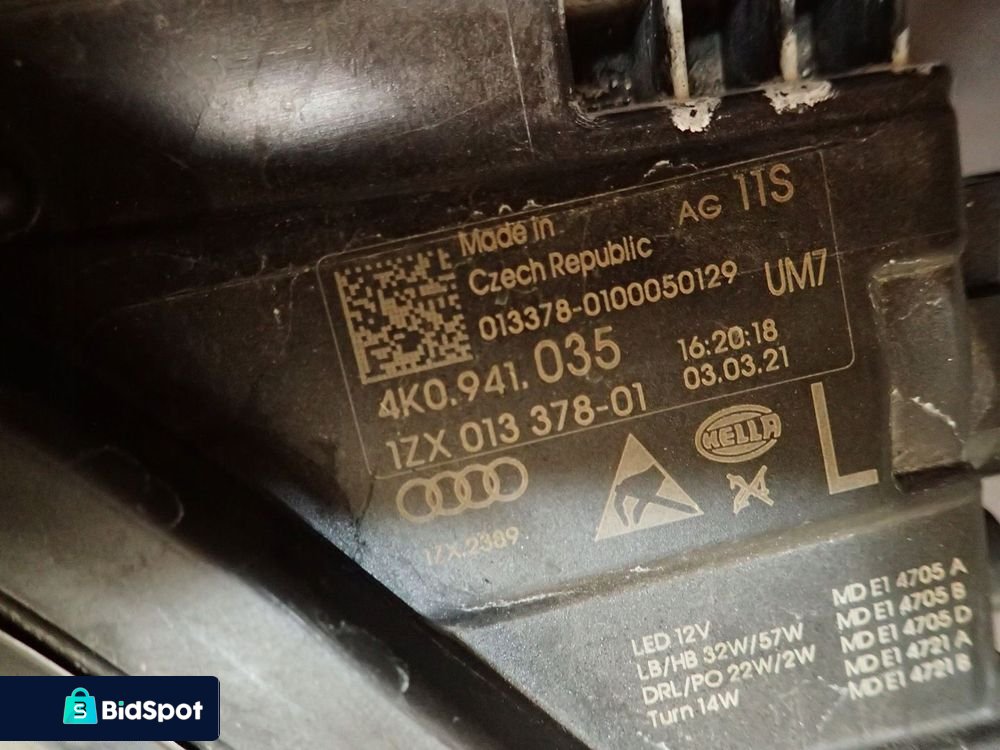 Made in
Czech Republic
AG 11S
013378-0100050129
UM7
4K0.941.035
16:20:18
03.03.21
1ZX 013 378-01
HELLA
L
17X.2389
LED 12V
LB/HB 32W/57W
DRL/PO 22W/2W
Turn 14W
MD E1 4705 A
MD E1 4705 B
MD E1 4705 D
MD E1 4721 A
MD E1 4721 B
BidSpot